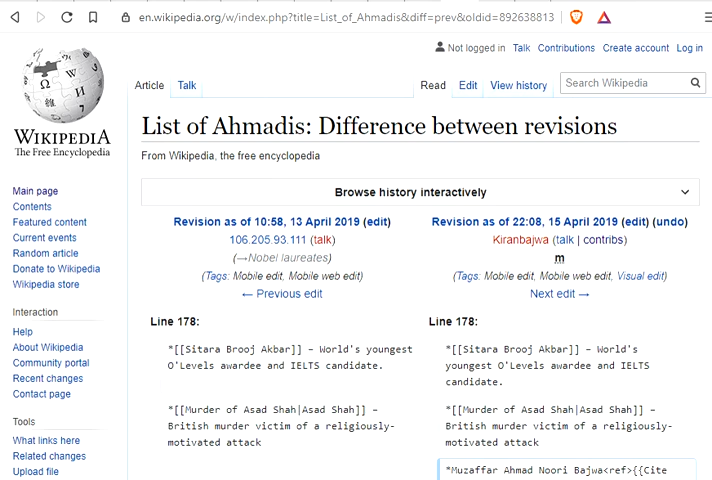 en.wikipedia.org/w/index.php?title=List_of_Ahmadis&diff=prev&oldid=892638813
Not logged in Talk Contributions Create account Log in
Article Talk Read Edit View history Search Wikipedia
WIKIPEDIA
The Free Encyclopedia
Main page
Contents
Featured content
Current events
Random article
Donate to Wikipedia
Wikipedia store
Interaction
Help
About Wikipedia
Community portal
Recent changes
Contact page
Tools
What links here
Related changes
Upload file
List of Ahmadis: Difference between revisions
From Wikipedia, the free encyclopedia
Browse history interactively
Revision as of 10:58, 13 April 2019 (edit)
106.205.93.111 (talk)
(→Nobel laureates)
(Tags: Mobile edit, Mobile web edit)
← Previous edit
Revision as of 22:08, 15 April 2019 (edit) (undo)
Kiranbajwa (talk | contribs)
m
(Tags: Mobile edit, Mobile web edit, Visual edit)
Next edit →
Line 178:
*[[Sitara Brooj Akbar]] – World's youngest
O'Levels awardee and IELTS candidate.
*[[Murder of Asad Shah|Asad Shah]] –
British murder victim of a religiously-
motivated attack
Line 178:
*[[Sitara Brooj Akbar]] – World's
youngest O'Levels awardee and IELTS
candidate.
*[[Murder of Asad Shah|Asad Shah]] –
British murder victim of a religiously-
motivated attack
*Muzaffar Ahmad Noori Bajwa<ref>{{Cite